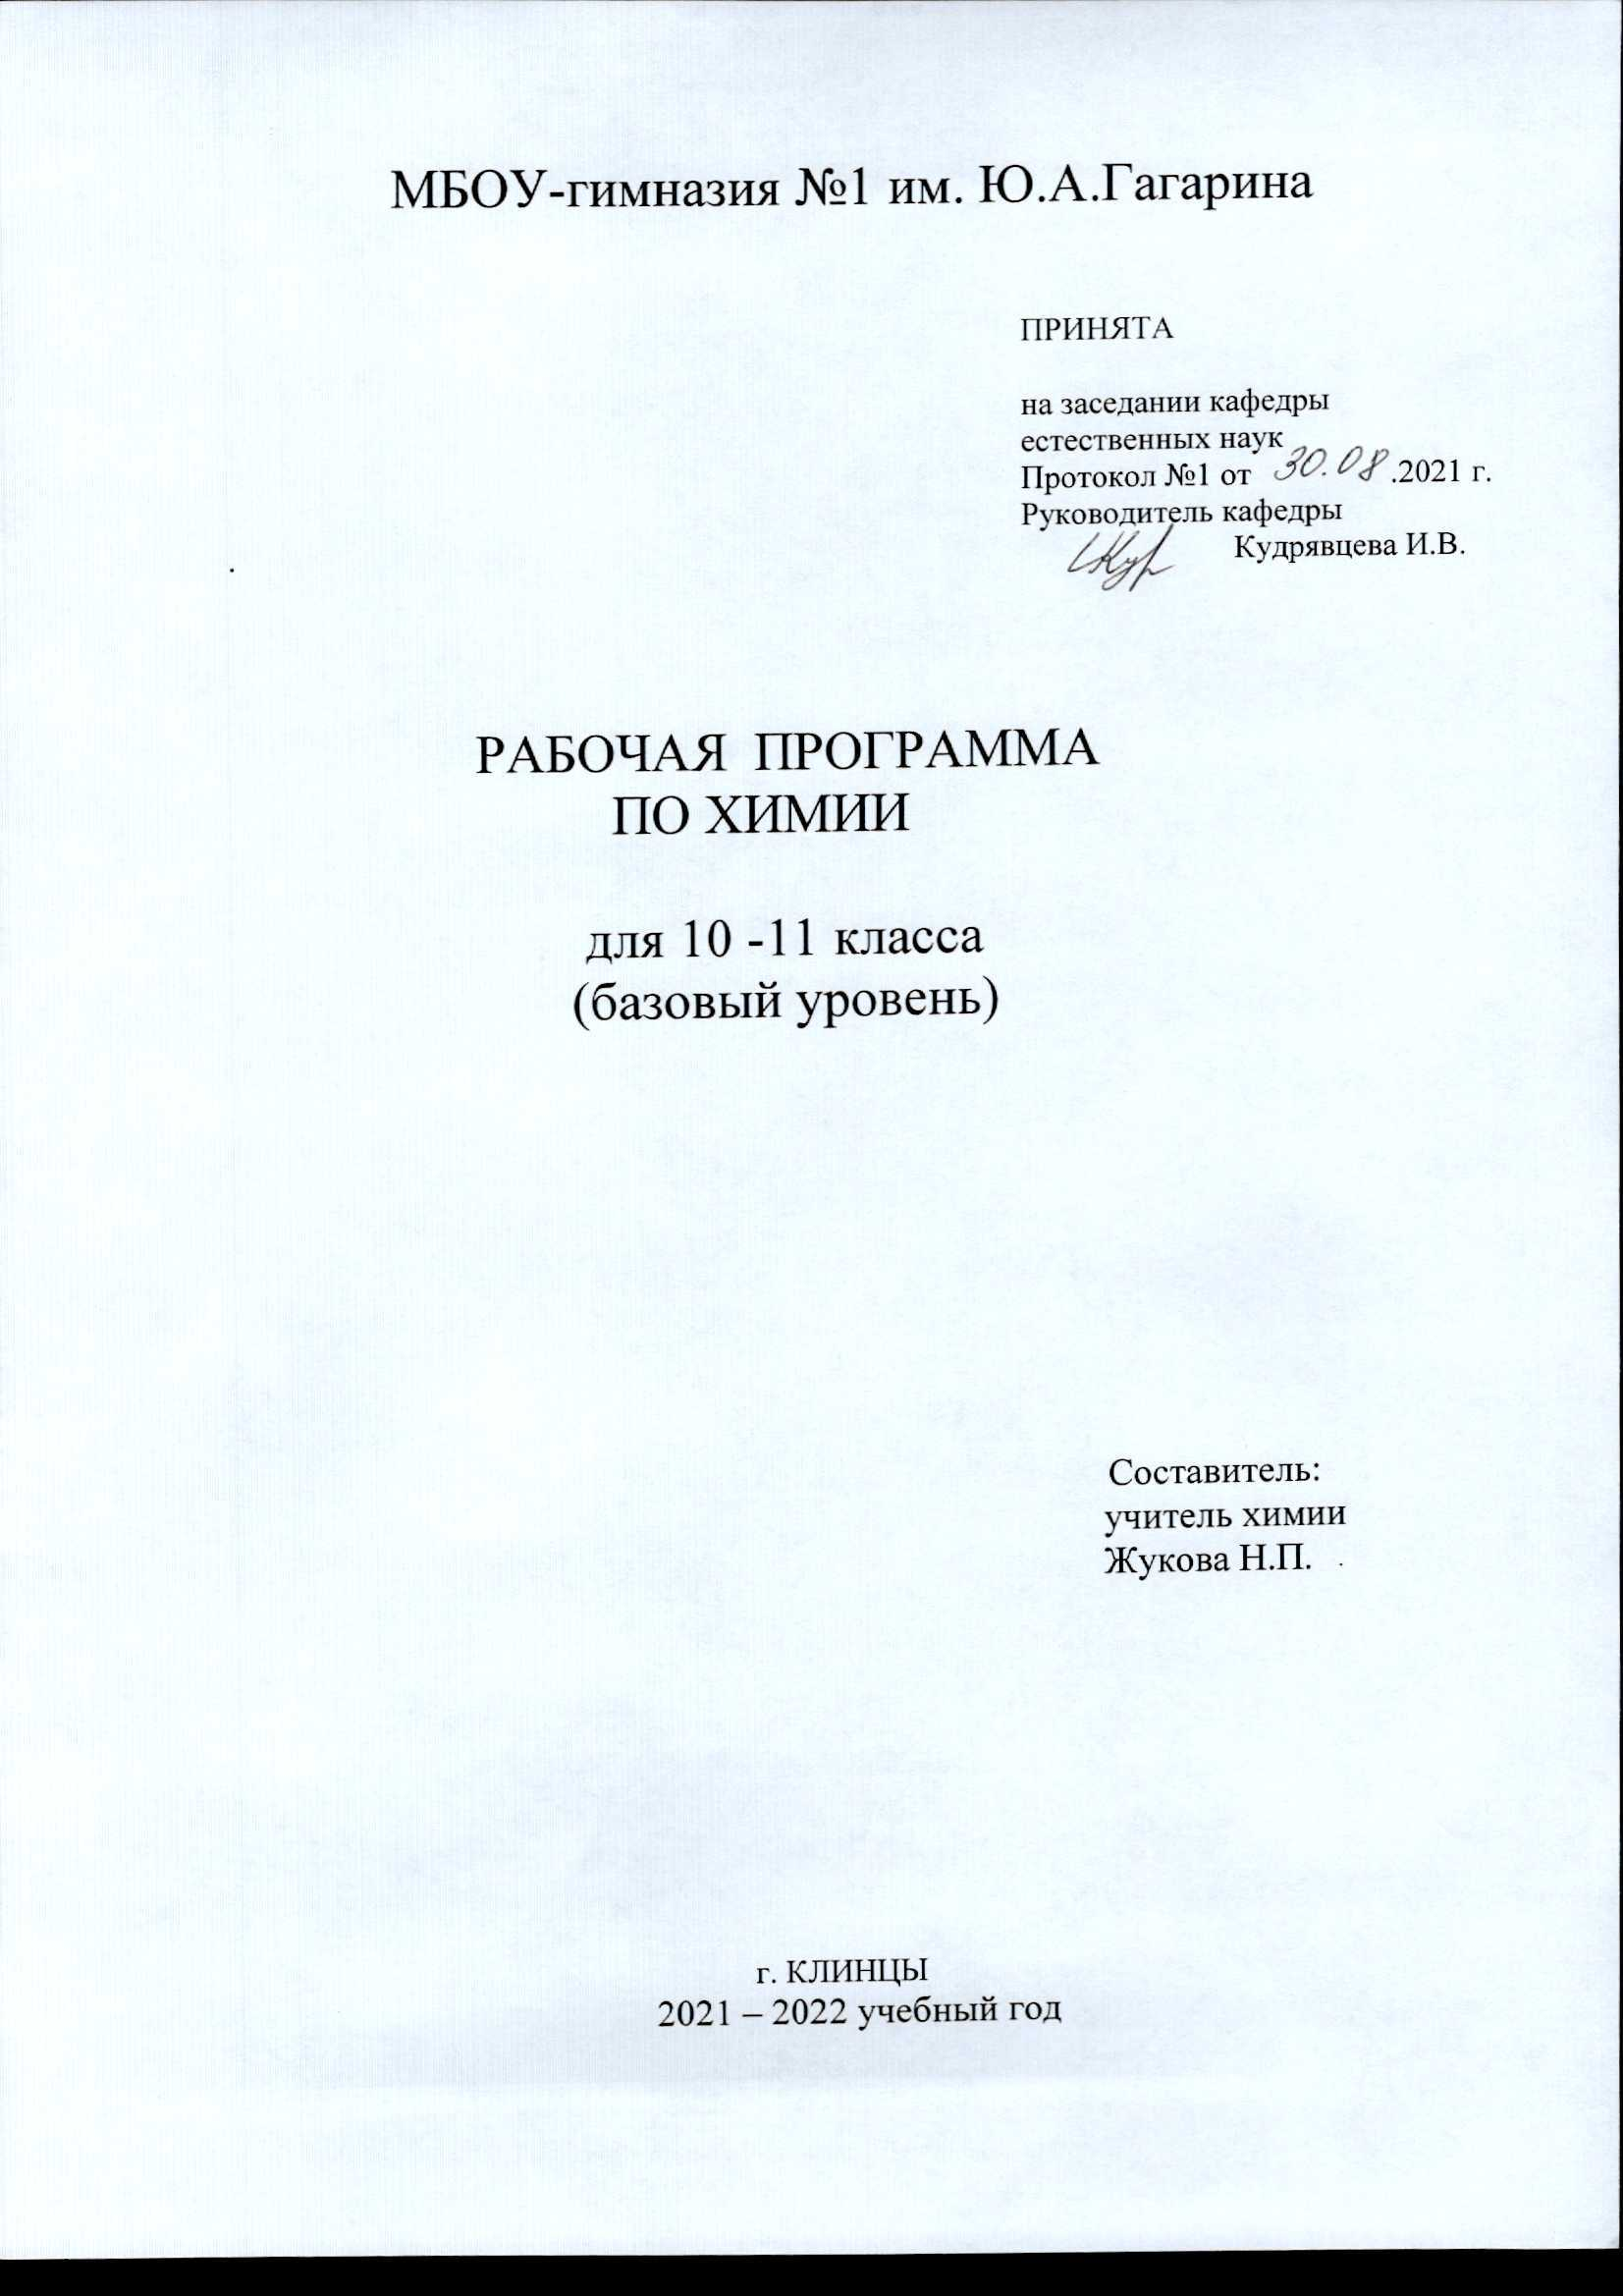 МБОУ-гимназия №1 им. Ю.А.Гагарина
ПРИНЯТА
на заседании кафедры
естественных наук
Протокол №1 от 30.08.2021 г.
Руководитель кафедры
Кудрявцева И.В.
РАБОЧАЯ ПРОГРАММА
ПО ХИМИИ
для 10 -11 класса
(базовый уровень)
Составитель:
учитель химии
Жукова Н.П.
г. КЛИНЦЫ
2021 – 2022 учебный год